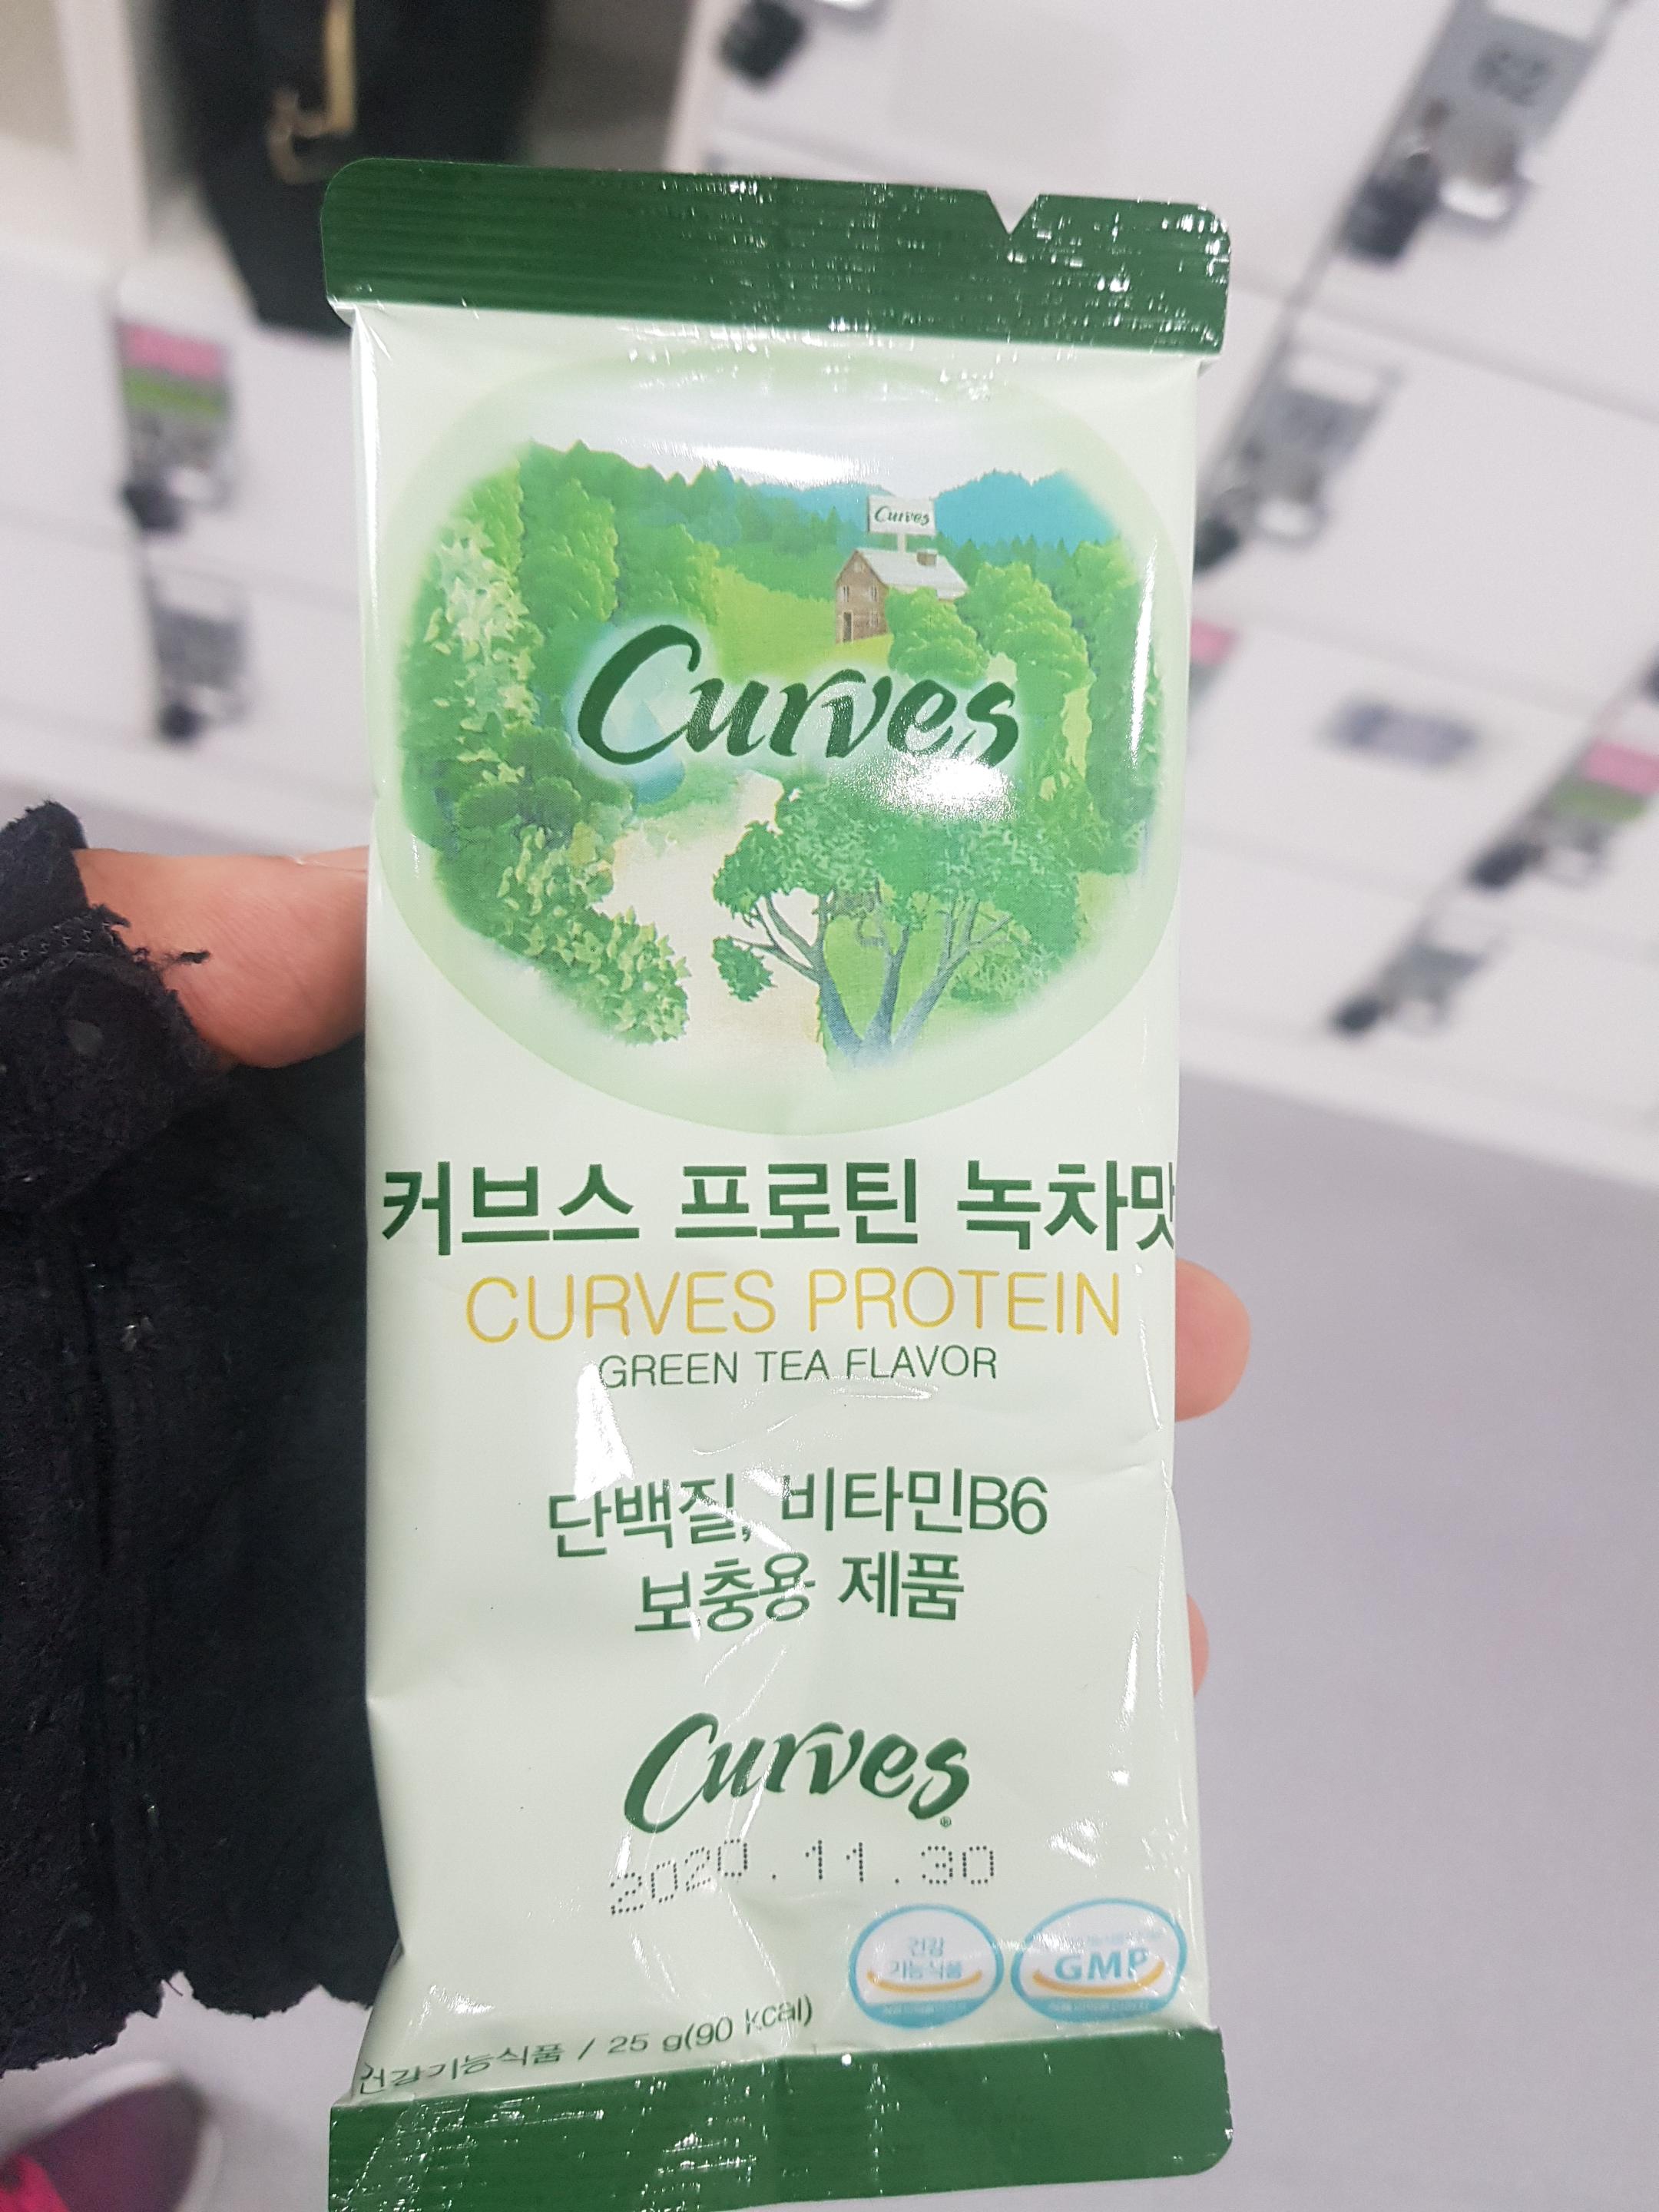 Curves
Curves
커브스 프로틴 녹차맛
CURVES PROTEIN
GREEN TEA FLAVOR
단백질, 비타민B6
보충용 제품
Curves
®
2020.11.30
건강
기능식품
GMP
건강기능식품 / 25 g(90 kcal)